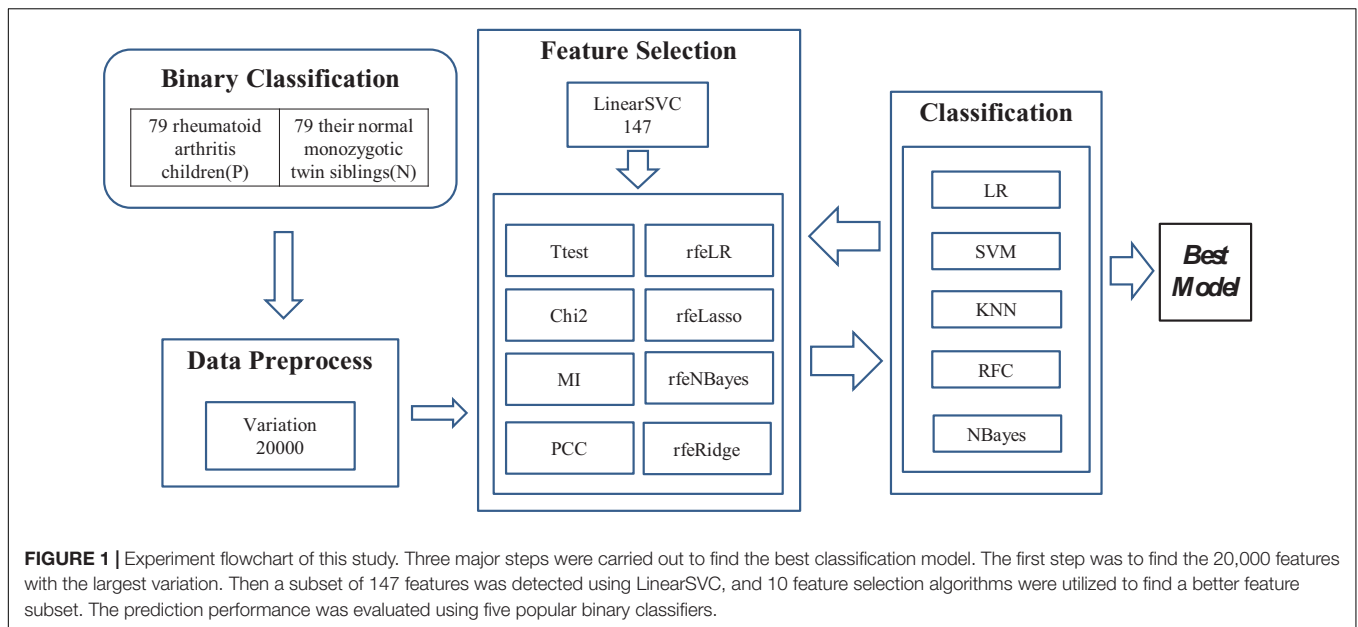 Binary Classification
79 rheumatoid
arthritis
children(P)
79 their normal
monozygotic
twin siblings(N)
Data Preprocess
Variation
20000
Feature Selection
LinearSVC
147
Ttest
rfeLR
Chi2
rfeLasso
MI
rfeNBayes
PCC
rfeRidge
Classification
LR
SVM
KNN
RFC
NBayes
Best
Model
FIGURE 1 | Experiment flowchart of this study. Three major steps were carried out to find the best classification model. The first step was to find the 20,000 features
with the largest variation. Then a subset of 147 features was detected using LinearSVC, and 10 feature selection algorithms were utilized to find a better feature
subset. The prediction performance was evaluated using five popular binary classifiers.